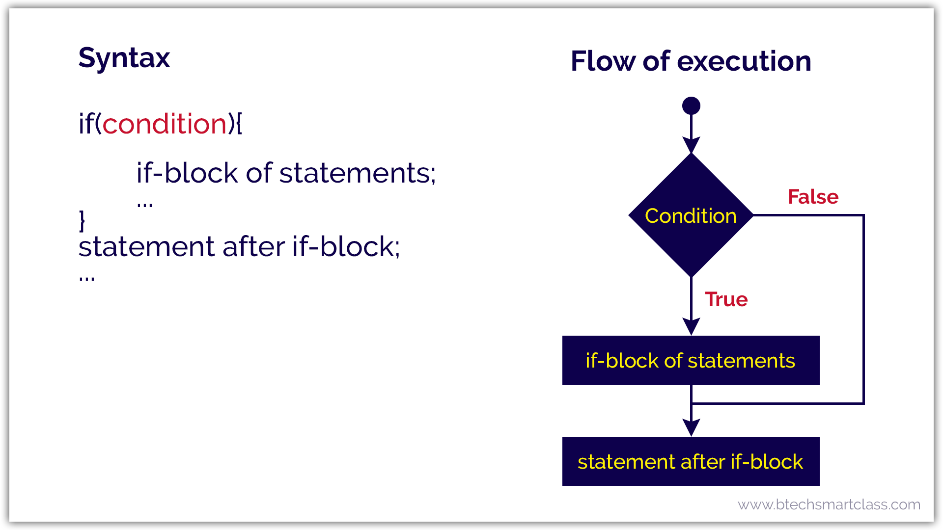 Syntax
if(condition){
if-block of statements;
...
}
statement after if-block;
...
Flow of execution
Condition
False
True
if-block of statements
statement after if-block
www.btechsmartclass.com